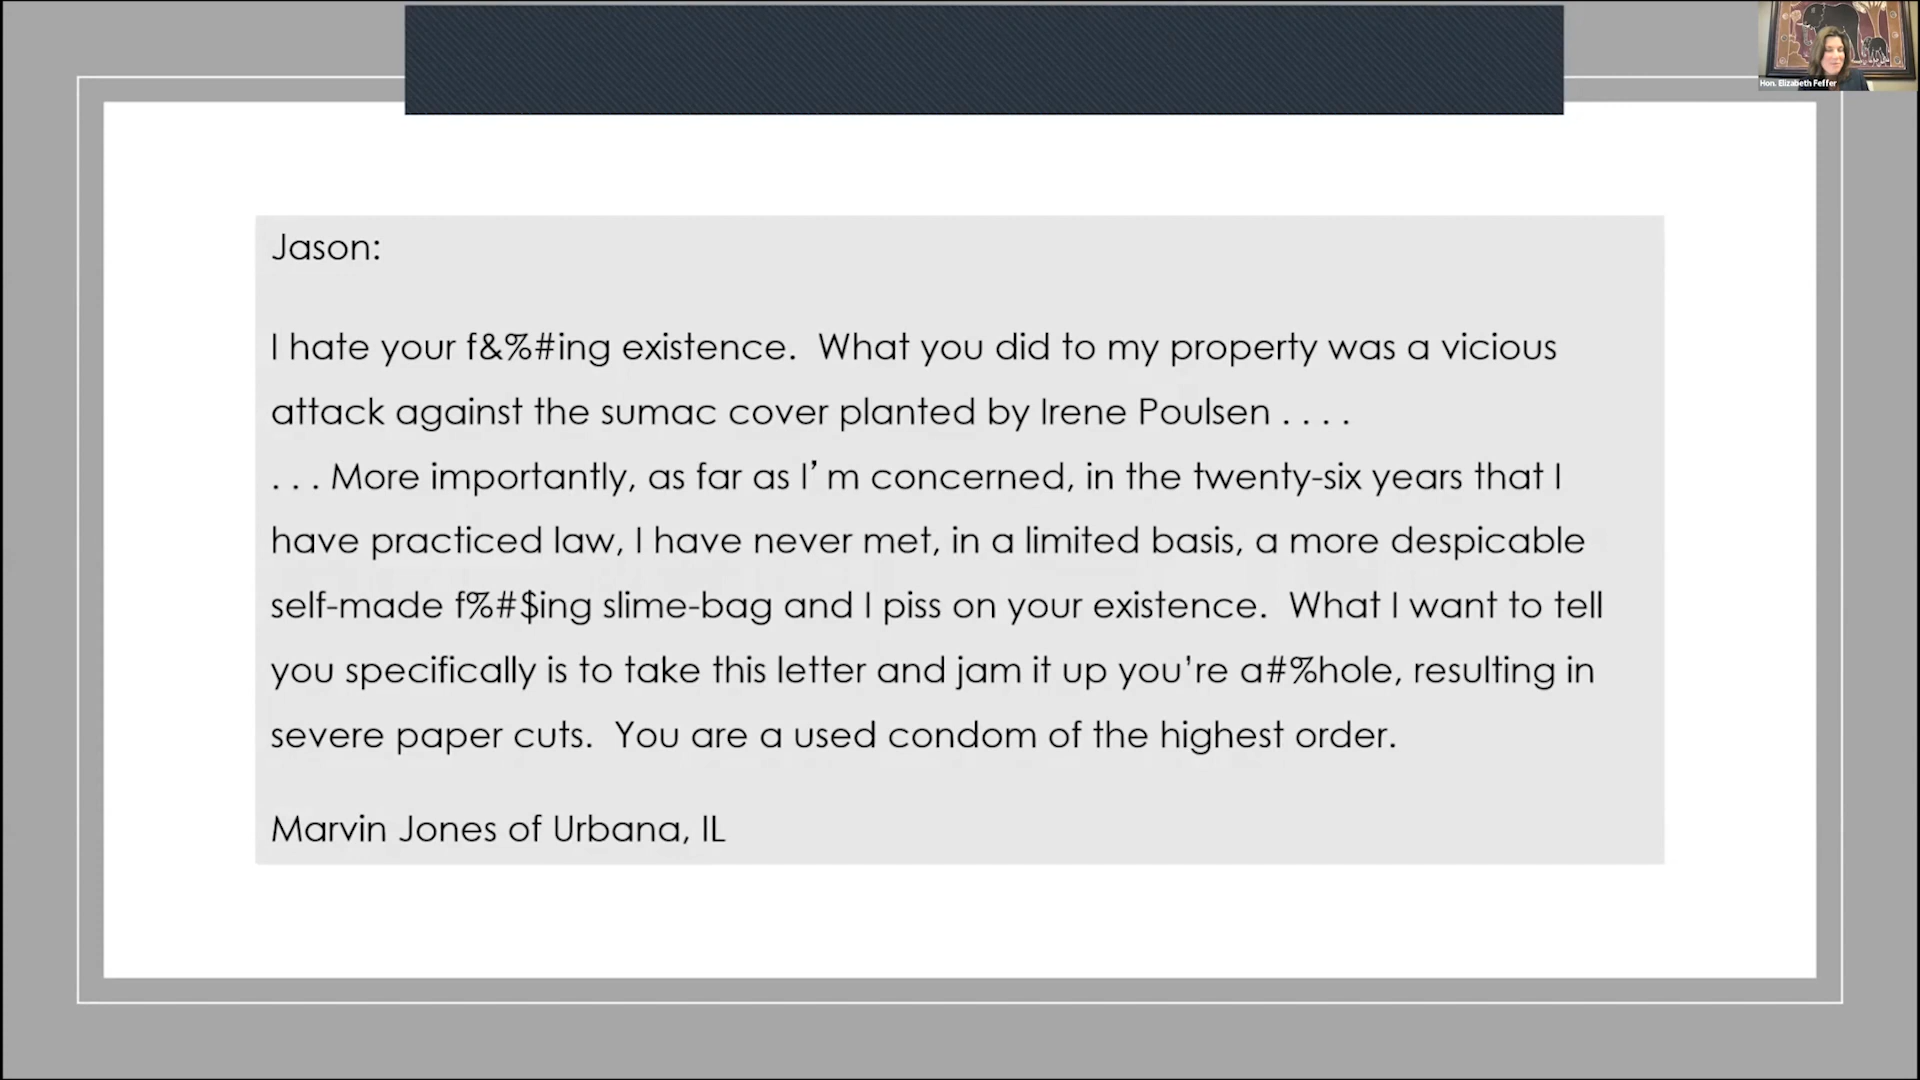 Hon. Elizabeth Feffer
Jason:
I hate your f&%#ing existence.  What you did to my property was a vicious
attack against the sumac cover planted by Irene Poulsen . . . .
. . . More importantly, as far as I’m concerned, in the twenty-six years that I
have practiced law, I have never met, in a limited basis, a more despicable
self-made f%#$ing slime-bag and I piss on your existence.  What I want to tell
you specifically is to take this letter and jam it up you’re a#%hole, resulting in
severe paper cuts.  You are a used condom of the highest order.
Marvin Jones of Urbana, IL